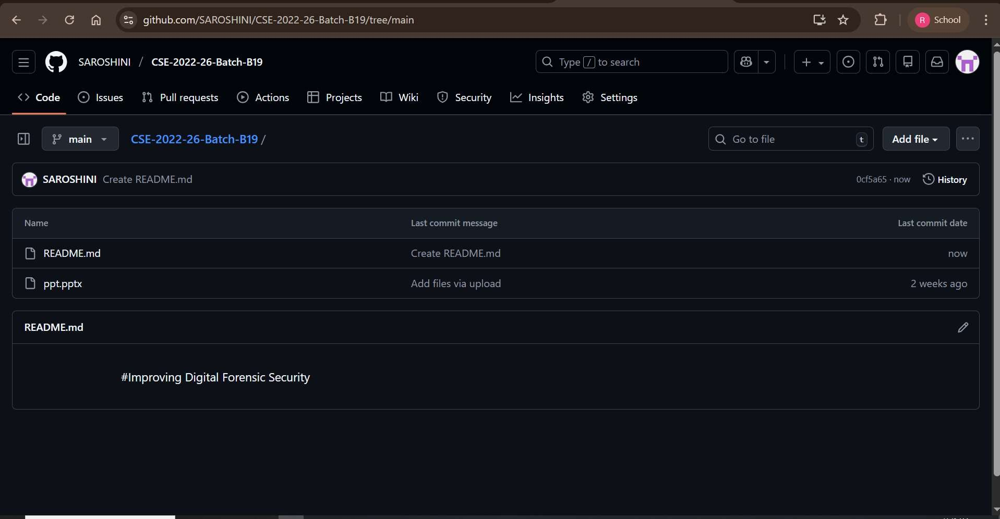 github.com/SAROSHINI/CSE-2022-26-Batch-B19/tree/main
R School
SAROSHINI / CSE-2022-26-Batch-B19
Type / to search
Code Issues Pull requests Actions Projects Wiki Security Insights Settings
main CSE-2022-26-Batch-B19 /
Go to file t
Add file
SAROSHINI Create README.md
0cf5a65 · now History
Name Last commit message Last commit date
README.md Create README.md now
ppt.pptx Add files via upload 2 weeks ago
README.md
#Improving Digital Forensic Security